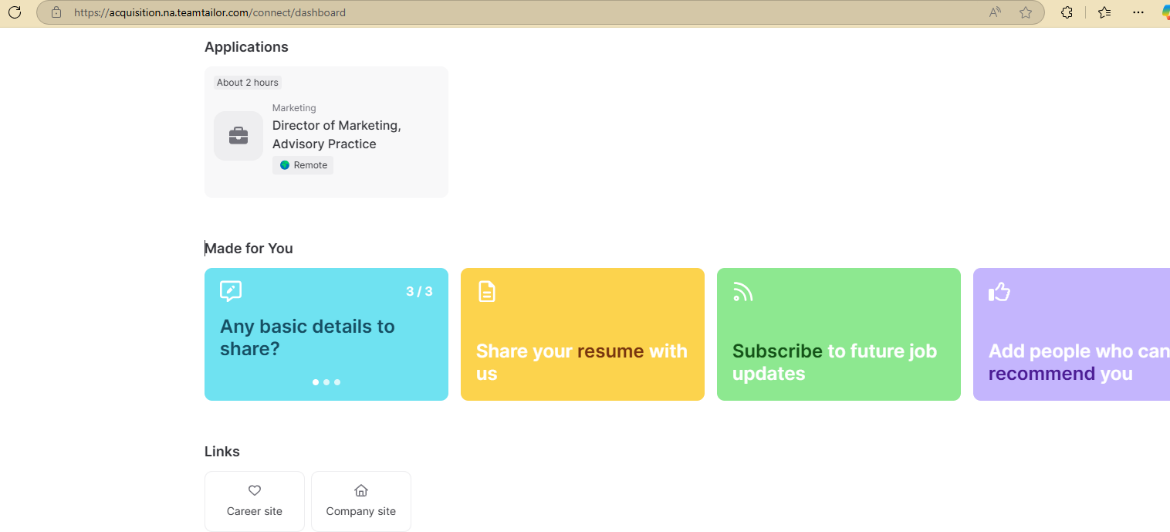 https://acquisition.na.teamtailor.com/connect/dashboard
Applications
About 2 hours
Marketing
Director of Marketing,
Advisory Practice
Remote
Made for You
3 / 3
Any basic details to
share?
Share your resume with
us
Subscribe to future job
updates
Add people who can
recommend you
Links
Career site
Company site